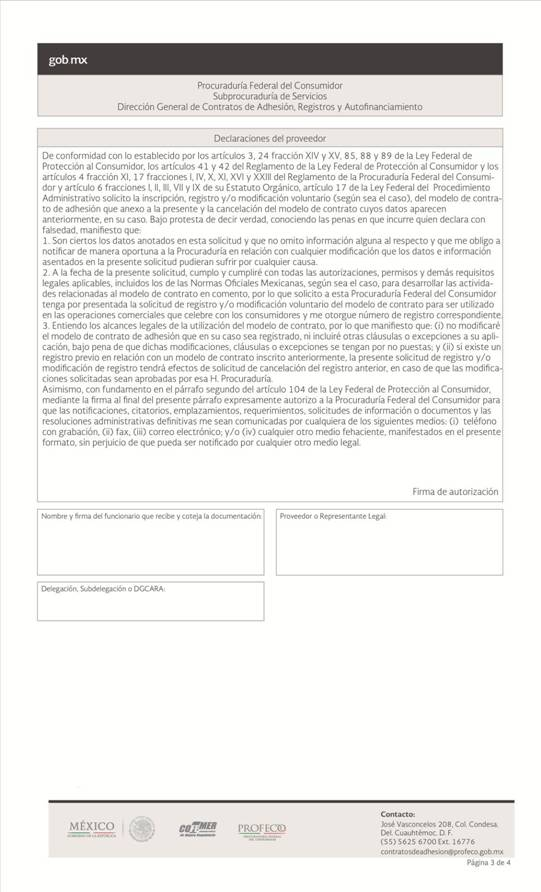 gob mx
Procuraduría Federal del Consumidor
Subprocuraduría de Servicios
Dirección General de Contratos de Adhesión, Registros y Autofinanciamiento
Declaraciones del proveedor
De conformidad con lo establecido por los artículos 3, 24 fracción XIV y XV, 85, 88 y 89 de la Ley Federal de
Protección al Consumidor, los artículos 41 y 42 del Reglamento de la Ley Federal de Protección al Consumidor y los
artículos 4 fracción XI, 17 fracciones I, IV, X, XI, XVI y XXIII del Reglamento de la Procuraduría Federal del Consumi-
dor y artículo 6 fracciones I, II, III, VII y IX de su Estatuto Orgánico, artículo 17 de la Ley Federal del Procedimiento
Administrativo solicito la inscripción, registro y/o modificación voluntario (según sea el caso), del modelo de contra-
to de adhesión que anexo a la presente y la cancelación del modelo de contrato cuyos datos aparecen
anteriormente, en su caso. Bajo protesta de decir verdad, conociendo las penas en que incurre quien declara con
falsedad, manifiesto que:
1. Son ciertos los datos anotados en esta solicitud y que no omito información alguna al respecto y que me obligo a
notificar de manera oportuna a la Procuraduría en relación con cualquier modificación que los datos e información
asentados en la presente solicitud pudieran sufrir por cualquier causa.
2. A la fecha de la presente solicitud, cumplo y cumpliré con todas las autorizaciones, permisos y demás requisitos
legales aplicables, incluidos los de las Normas Oficiales Mexicanas, según sea el caso, para desarrollar las activida-
des relacionadas al modelo de contrato en comento, por lo que solicito a esta Procuraduría Federal del Consumidor
tenga por presentada la solicitud de registro y/o modificación voluntario del modelo de contrato para ser utilizado
en las operaciones comerciales que celebre con los consumidores y me otorgue número de registro correspondiente.
3. Entiendo los alcances legales de la utilización del modelo de contrato, por lo que manifiesto que: (i) no modificaré
el modelo de contrato de adhesión que en su caso sea registrado, ni incluiré otras cláusulas o excepciones a su apli-
cación, bajo pena de que dichas modificaciones, cláusulas o excepciones se tengan por no puestas; y (ii) si existe un
registro previo en relación con un modelo contrato inscrito anteriormente, la presente solicitud de registro y/o
modificación de registro tendrá efectos de solicitud de cancelación del registro anterior, en caso de que las modifica-
ciones solicitadas sean aprobadas por esa H. Procuraduría.
Asimismo, con fundamento en el párrafo segundo del artículo 104 de la Ley Federal de Protección al Consumidor,
mediante la firma al final del presente párrafo expresamente autorizo a la Procuraduría Federal del Consumidor para
que las notificaciones, citatorios, emplazamientos, requerimientos, solicitudes de información o documentos y las
resoluciones administrativas definitivas me sean comunicadas por cualquiera de los siguientes medios: (i) teléfono
con grabación, (ii) fax, (iii) correo electrónico; y/o (iv) cualquier otro medio fehaciente, manifestados en el presente
formato, sin perjuicio de que pueda ser notificado por cualquier otro medio legal.
Firma de autorización
Nombre y firma del funcionario que recibe y coteja la documentación:
Proveedor o Representante Legal:
Delegación, Subdelegación o DGCARA:
MÉXICO
GOBIERNO DE LA REPÚBLICA
COFEMER
PROFECO
Contacto:
José Vasconcelos 208, Col. Condesa,
Del. Cuauhtémoc, D. F.
(55) 5625 6700 Ext. 16776
contratosdeadhesion@profeco.gob.mx
Página 3 de 4